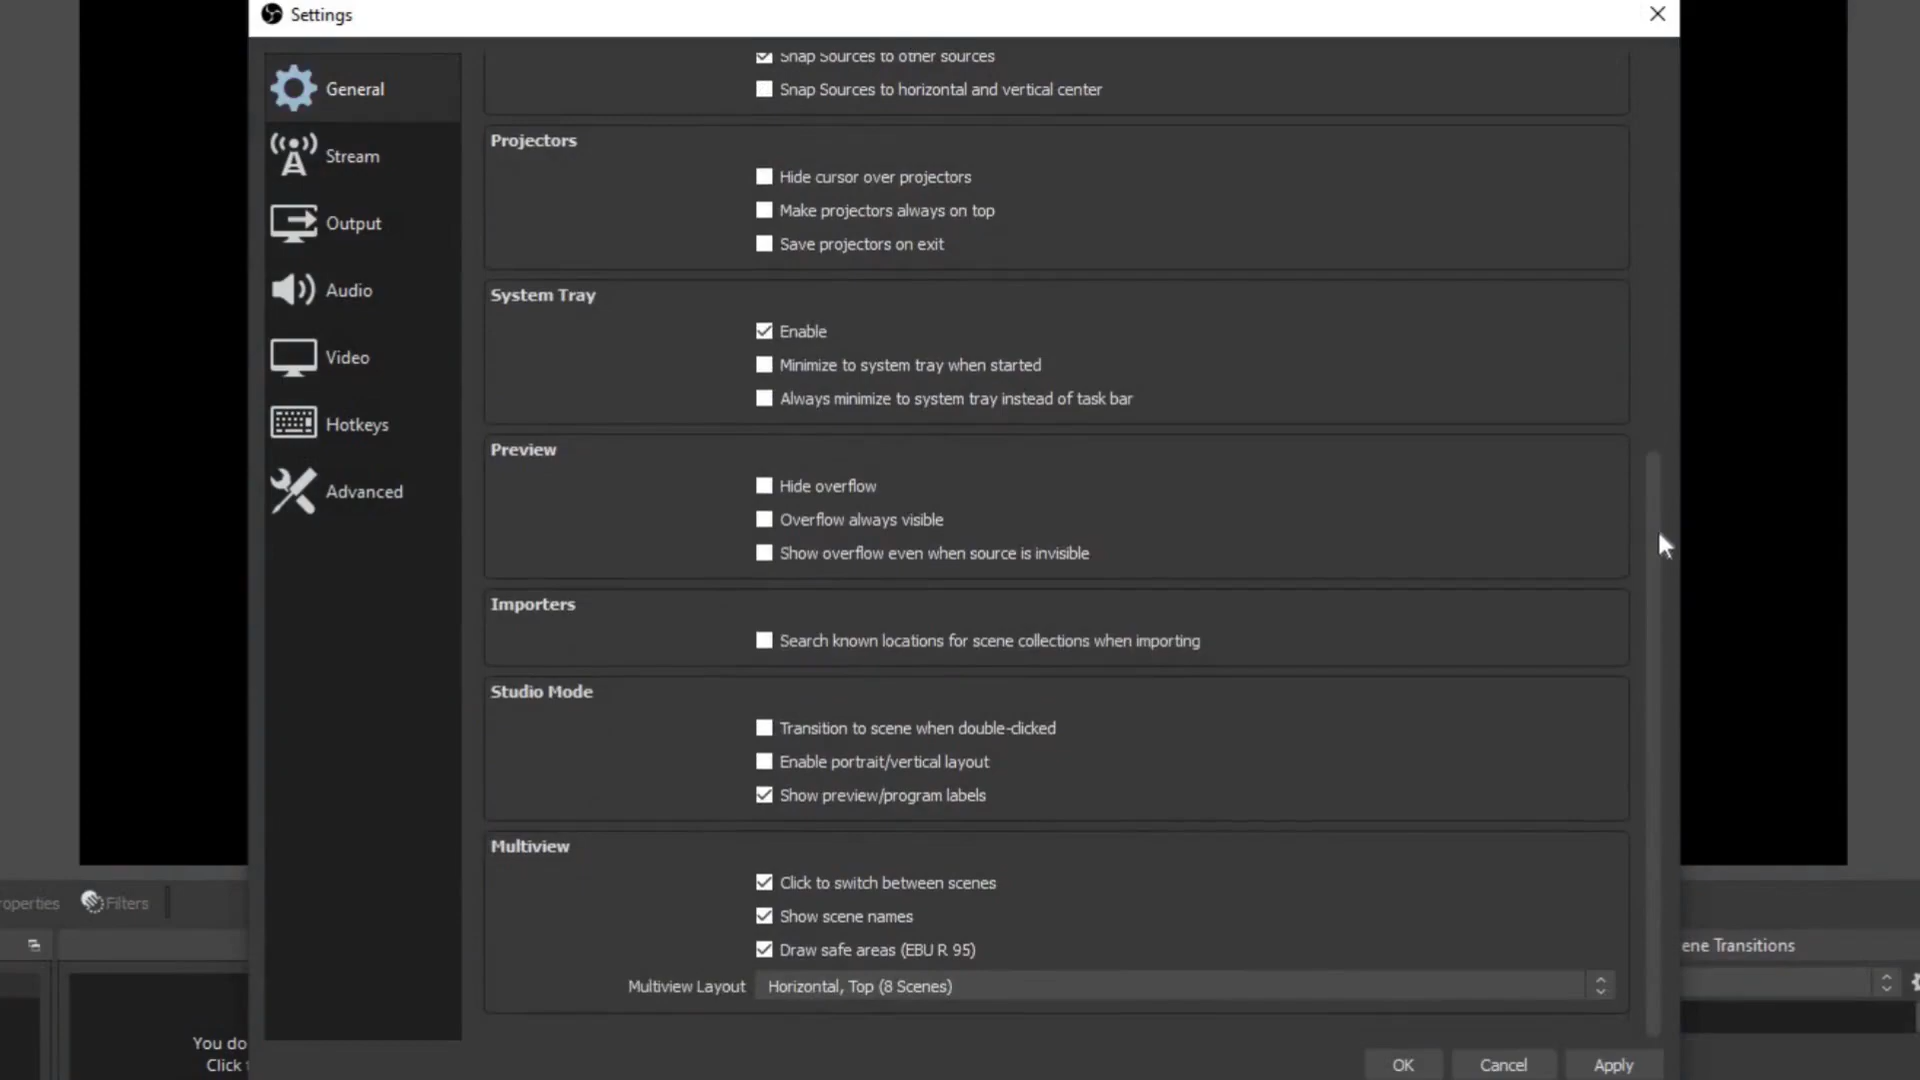 Settings
General
Stream
Output
Audio
Video
Hotkeys
Advanced
Snap Sources to other sources
Snap Sources to horizontal and vertical center
Projectors
Hide cursor over projectors
Make projectors always on top
Save projectors on exit
System Tray
Enable
Minimize to system tray when started
Always minimize to system tray instead of task bar
Preview
Hide overflow
Overflow always visible
Show overflow even when source is invisible
Importers
Search known locations for scene collections when importing
Studio Mode
Transition to scene when double-clicked
Enable portrait/vertical layout
Show preview/program labels
Multiview
Click to switch between scenes
Show scene names
Draw safe areas (EBU R 95)
Multiview Layout Horizontal, Top (8 Scenes)
OK Cancel Apply
operties Filters
ene Transitions
You do
Click